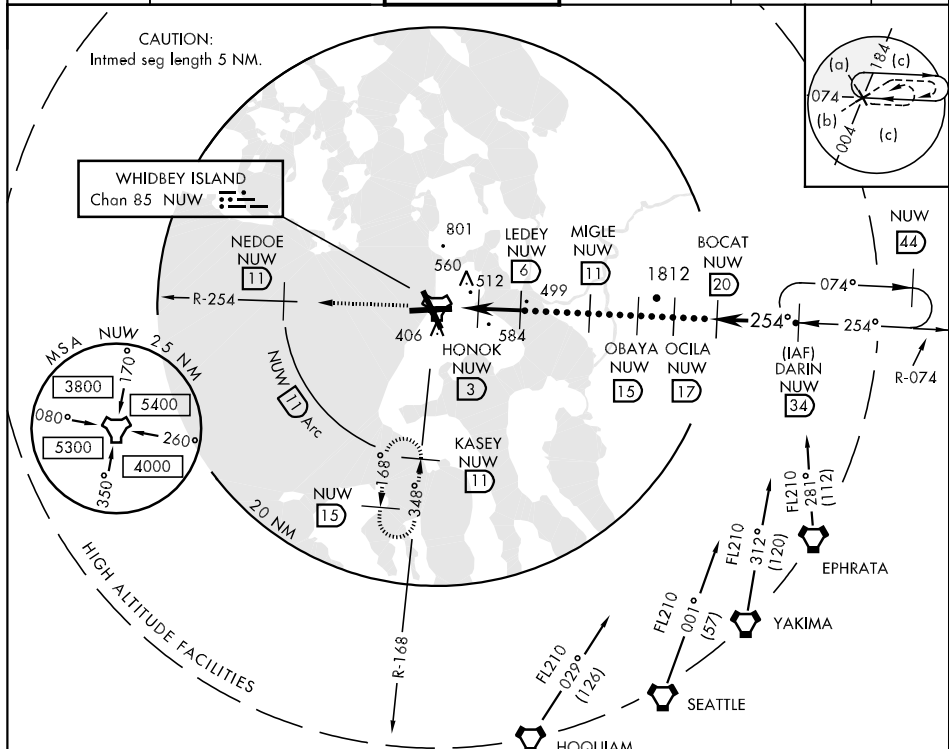 CAUTION:
Intmed seg length 5 NM.
(a)
184
(c)
074
(b)
004
(c)
WHIDBEY ISLAND
Chan 85 NUW
801
560
512
LEDEY
NUW
6
499
MIGLE
NUW
11
1812
BOCAT
NUW
20
NUW
44
NEDOE
NUW
11
R-254
074°
254°
254°
R-074
406
584
HONOK
NUW
3
OBAYA
NUW
15
OCILA
NUW
17
(IAF)
DARIN
NUW
34
MSA NUW 25 NM
170°
3800
5400
080°
260°
5300
4000
350°
NUW 11 Arc
KASEY
NUW
11
168°
348°
NUW
15
20 NM
R-168
HIGH ALTITUDE FACILITIES
FL210
281°
(112)
EPHRATA
FL210
312°
(120)
YAKIMA
FL210
001°
(57)
SEATTLE
FL210
029°
(126)
HOQUIAM